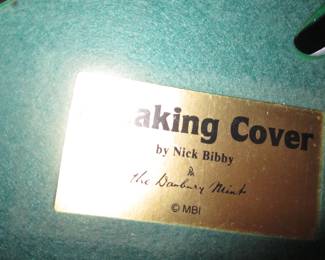 aking Cover
by Nick Bibby
the Danbury Mint
© MBI